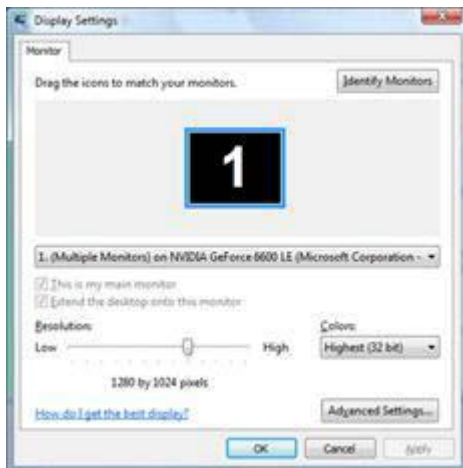 Display Settings
Monitor
Drag the icons to match your monitors.
Identify Monitors
1
1. (Multiple Monitors) on NVIDIA GeForce 6600 LE (Microsoft Corporation -
This is my main monitor
Extend the desktop onto this monitor
Resolution:
Colors:
Low
High
Highest (32 bit)
1280 by 1024 pixels
How do I get the best display?
Advanced Settings...
OK
Cancel
Apply